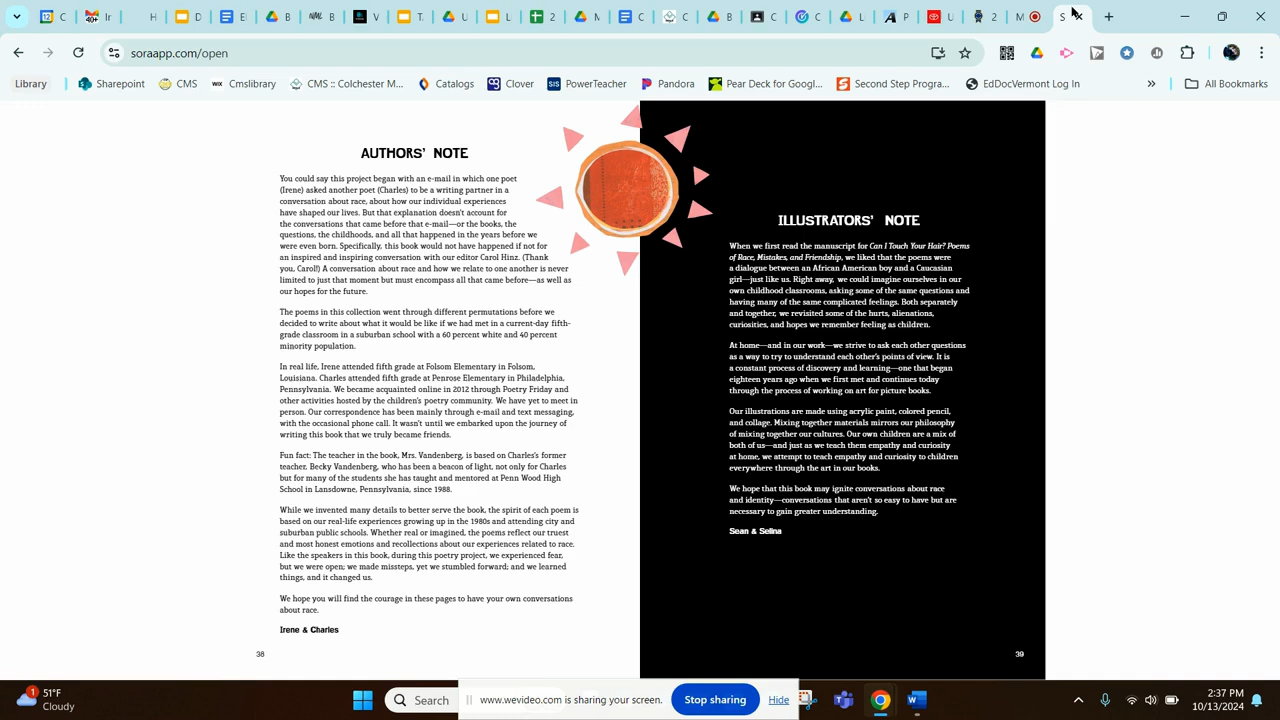 40+
soraapp.com/open
Library
Sharepoint
CMS
WIX Cmslibrary
CMS :: Colchester M...
Catalogs
Clover
SIS PowerTeacher
Pandora
Pear Deck for Googl...
Second Step Progra...
EdDocVermont Log In
All Bookmarks
AUTHORS' NOTE
You could say this project began with an e-mail in which one poet
(Irene) asked another poet (Charles) to be a writing partner in a
conversation about race, about how our individual experiences
have shaped our lives. But that explanation doesn't account for
the conversations that came before that e-mail—or the books, the
questions, the childhoods, and all that happened in the years before we
were even born. Specifically, this book would not have happened if not for
an inspired and inspiring conversation with our editor Carol Hinz. (Thank
you, Carol!) A conversation about race and how we relate to one another is never
limited to just that moment but must encompass all that came before—as well as
our hopes for the future.
The poems in this collection went through different permutations before we
decided to write about what it would be like if we had met in a current-day fifth-
grade classroom in a suburban school with a 60 percent white and 40 percent
minority population.
In real life, Irene attended fifth grade at Folsom Elementary in Folsom,
Louisiana. Charles attended fifth grade at Penrose Elementary in Philadelphia,
Pennsylvania. We became acquainted online in 2012 through Poetry Friday and
other activities hosted by the children's poetry community. We have yet to meet in
person. Our correspondence has been mainly through e-mail and text messaging,
with the occasional phone call. It wasn't until we embarked upon the journey of
writing this book that we truly became friends.
Fun fact: The teacher in the book, Mrs. Vandenberg, is based on Charles's former
teacher, Becky Vandenberg, who has been a beacon of light, not only for Charles
but for many of the students she has taught and mentored at Penn Wood High
School in Lansdowne, Pennsylvania, since 1988.
While we invented many details to better serve the book, the spirit of each poem is
based on our real-life experiences growing up in the 1980s and attending city and
suburban public schools. Whether real or imagined, the poems reflect our truest
and most honest emotions and recollections about our experiences related to race.
Like the speakers in this book, during this poetry project, we experienced fear,
but we were open; we made missteps, yet we stumbled forward; and we learned
things, and it changed us.
We hope you will find the courage in these pages to have your own conversations
about race.
Irene & Charles
38
ILLUSTRATORS' NOTE
When we first read the manuscript for Can I Touch Your Hair? Poems
of Race, Mistakes, and Friendship, we liked that the poems were
a dialogue between an African American boy and a Caucasian
girl—just like us. Right away, we could imagine ourselves in our
own childhood classrooms, asking some of the same questions and
having many of the same complicated feelings. Both separately
and together, we revisited some of the hurts, alienations,
curiosities, and hopes we remember feeling as children.
At home—and in our work—we strive to ask each other questions
as a way to try to understand each other's points of view. It is
a constant process of discovery and learning—one that began
eighteen years ago when we first met and continues today
through the process of working on art for picture books.
Our illustrations are made using acrylic paint, colored pencil,
and collage. Mixing together materials mirrors our philosophy
of mixing together our cultures. Our own children are a mix of
both of us—and just as we teach them empathy and curiosity
at home, we attempt to teach empathy and curiosity to children
everywhere through the art in our books.
We hope that this book may ignite conversations about race
and identity—conversations that aren't so easy to have but are
necessary to gain greater understanding.
Sean & Selina
39
1
51°F
Cloudy
Search
www.wevideo.com is sharing your screen.
Stop sharing
Hide
2:37 PM
10/13/2024